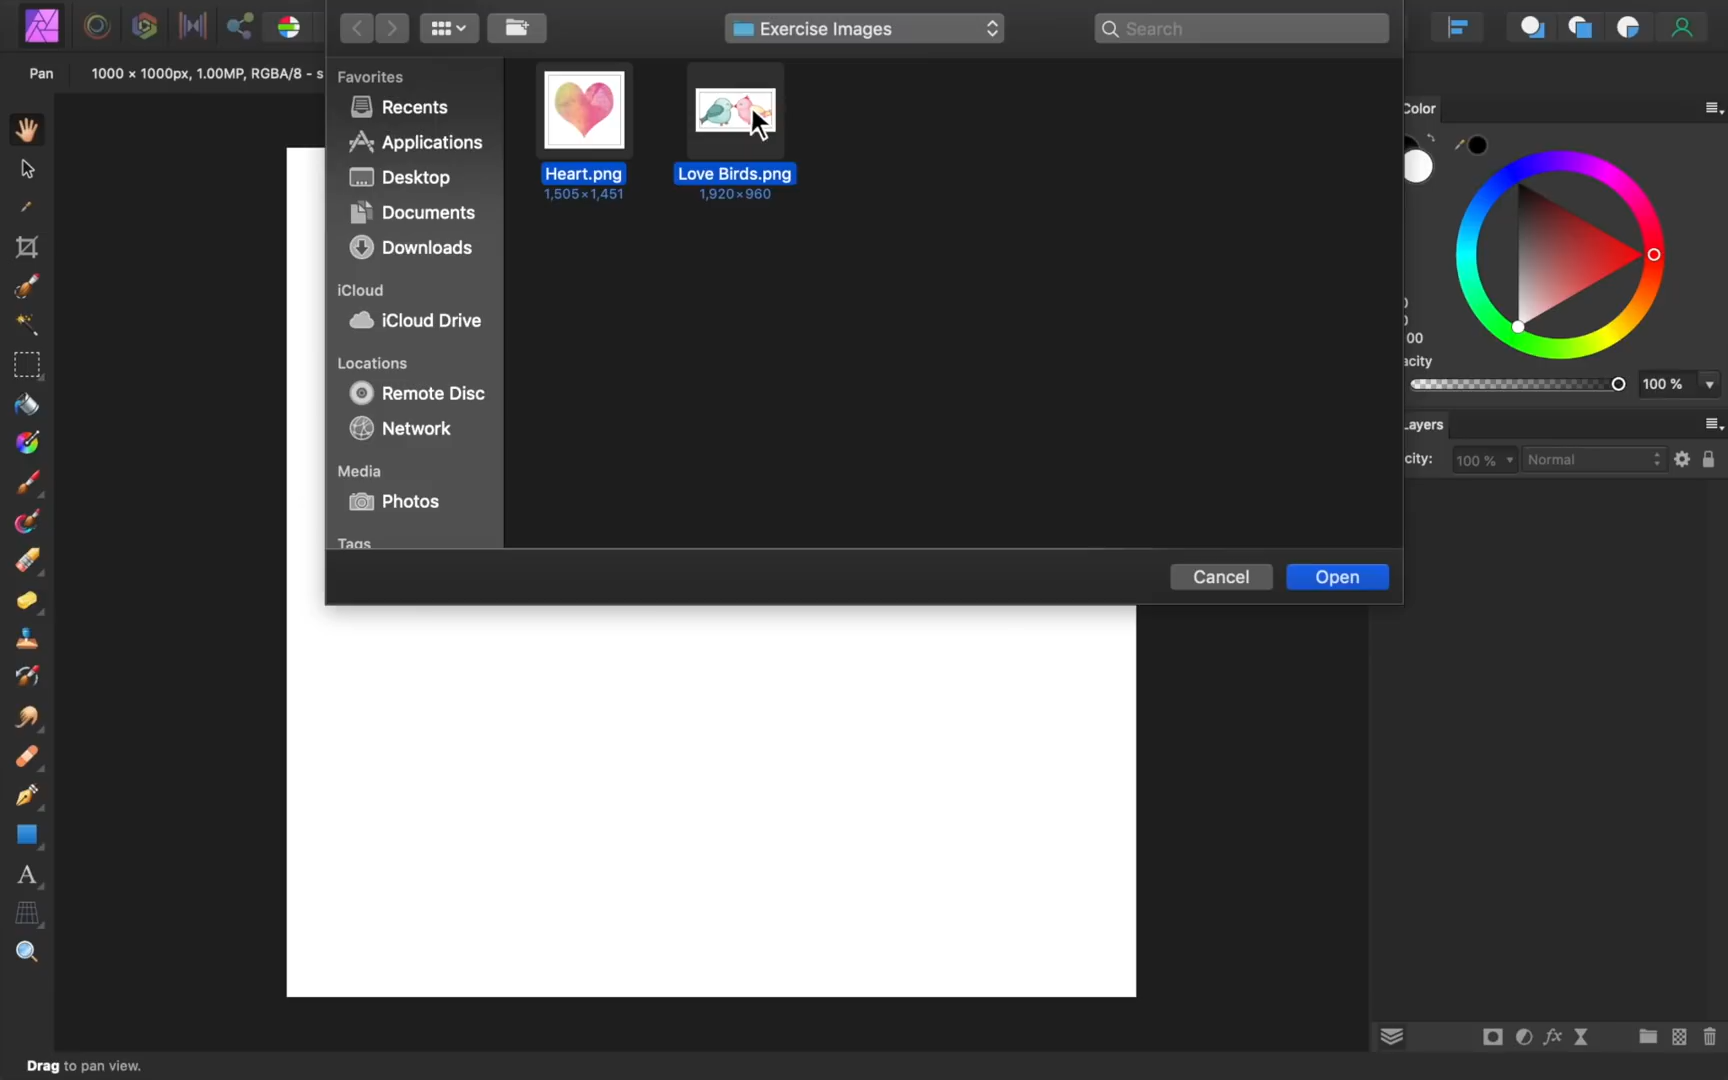 Exercise Images
Search
Pan
1000 × 1000px, 1.00MP, RGBA/8 - s
Favorites
Recents
Applications
Desktop
Documents
Downloads
iCloud
iCloud Drive
Locations
Remote Disc
Network
Media
Photos
Tags
Heart.png
1,505×1,451
Love Birds.png
1,920×960
Cancel
Open
Color
00
acity
100 %
Layers
city:
100 %
Normal
Drag to pan view.